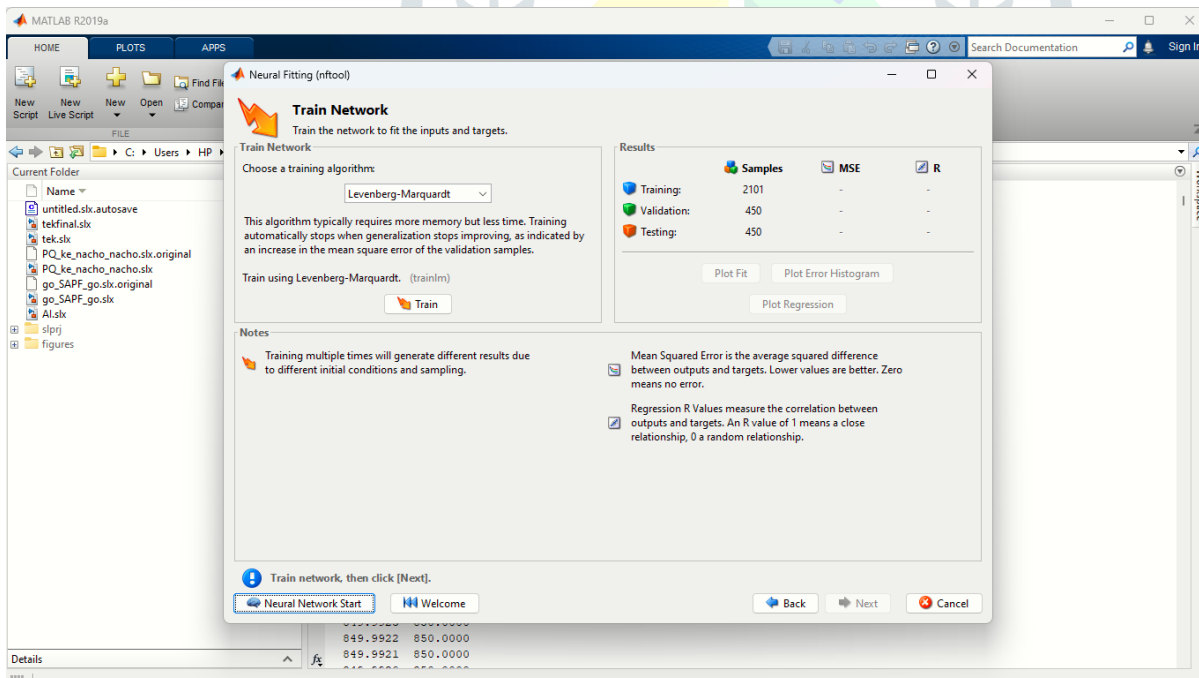 MATLAB R2019a
HOME PLOTS APPS
Search Documentation
Sign In
New Script
New Live Script
New
Open
Find File
Compar
FILE
C: Users HP
Current Folder
Name
untitled.slx.autosave
tekfinal.slx
tek.slx
PQ_ke_nacho_nacho.slx.original
PQ_ke_nacho_nacho.slx
go_SAPF_go.slx.original
go_SAPF_go.slx
AI.slx
slprj
figures
Details
Workspace
Neural Fitting (nftool)
Train Network
Train the network to fit the inputs and targets.
Train Network
Choose a training algorithm:
Levenberg-Marquardt
This algorithm typically requires more memory but less time. Training
automatically stops when generalization stops improving, as indicated by
an increase in the mean square error of the validation samples.
Train using Levenberg-Marquardt. (trainlm)
Train
Results
Samples MSE R
Training: 2101 - -
Validation: 450 - -
Testing: 450 - -
Plot Fit Plot Error Histogram
Plot Regression
Notes
Training multiple times will generate different results due
to different initial conditions and sampling.
Mean Squared Error is the average squared difference
between outputs and targets. Lower values are better. Zero
means no error.
Regression R Values measure the correlation between
outputs and targets. An R value of 1 means a close
relationship, 0 a random relationship.
Train network, then click [Next].
Neural Network Start Welcome Back Next Cancel
849.9922 850.0000
fx 849.9921 850.0000